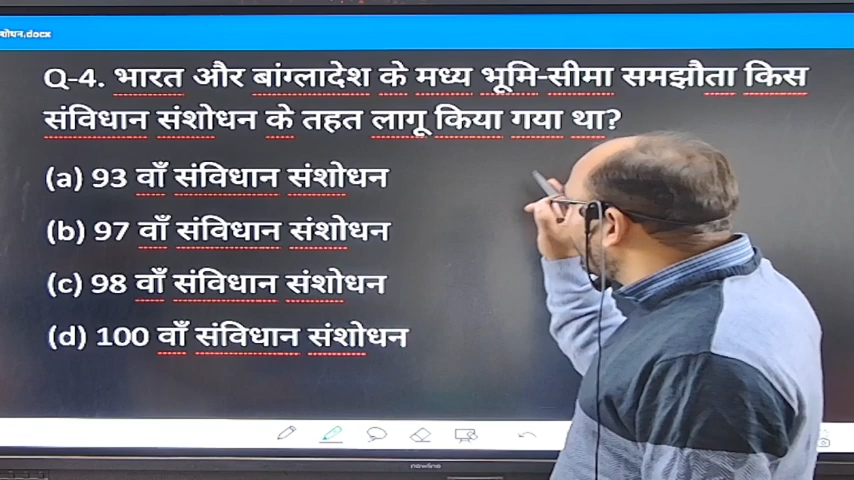 शोधन.docx
Q-4. भारत और बांग्लादेश के मध्य भूमि-सीमा समझौता किस
संविधान संशोधन के तहत लागू किया गया था?
(a) 93 वाँ संविधान संशोधन
(b) 97 वाँ संविधान संशोधन
(c) 98 वाँ संविधान संशोधन
(d) 100 वाँ संविधान संशोधन
newline